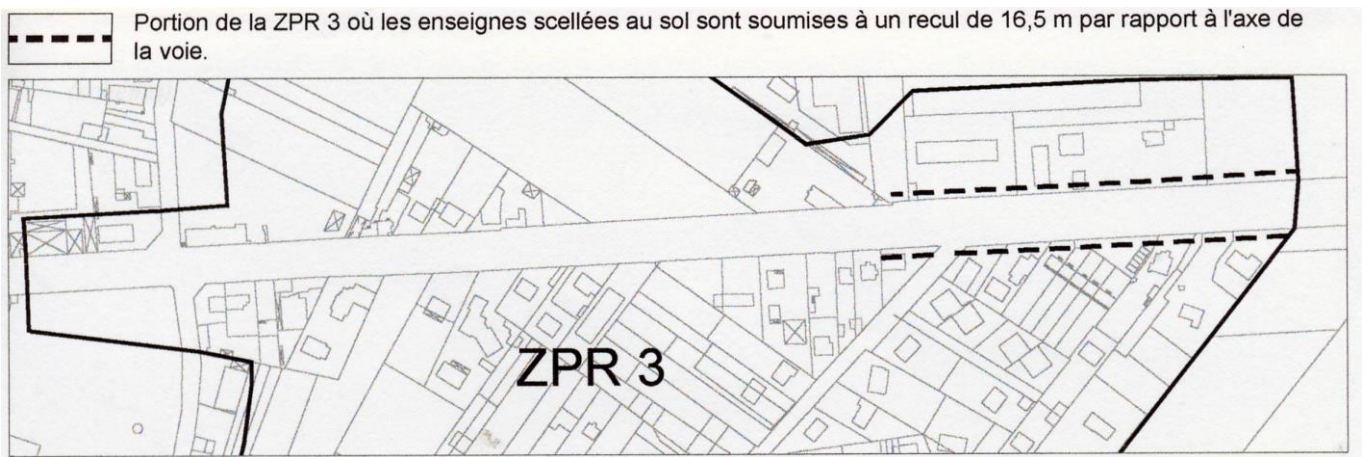 Portion de la ZPR 3 où les enseignes scellées au sol sont soumises à un recul de 16,5 m par rapport à l'axe de
la voie.
ZPR 3